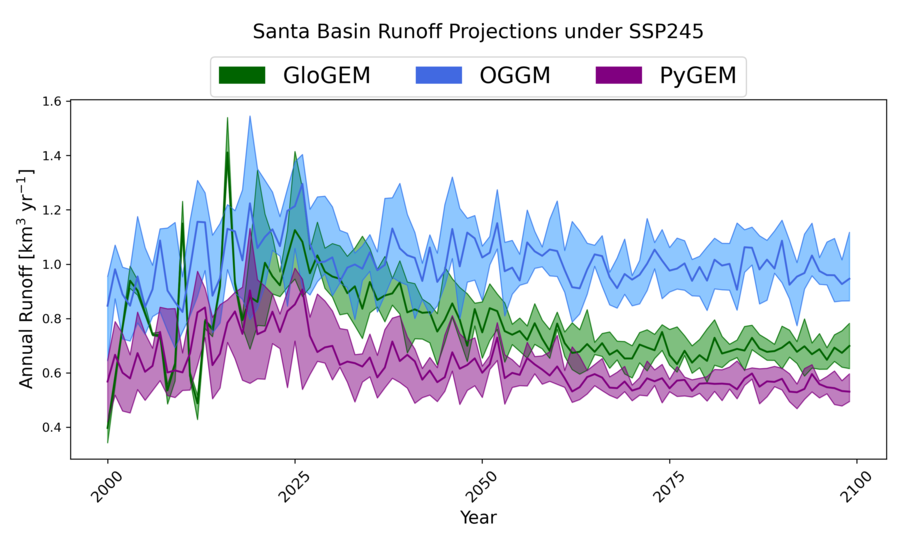 Santa Basin Runoff Projections under SSP245
GloGEM OGGM PyGEM
Annual Runoff [km³ yr⁻¹]
1.6
1.4
1.2
1.0
0.8
0.6
0.4
2000 2025 2050 2075 2100
Year